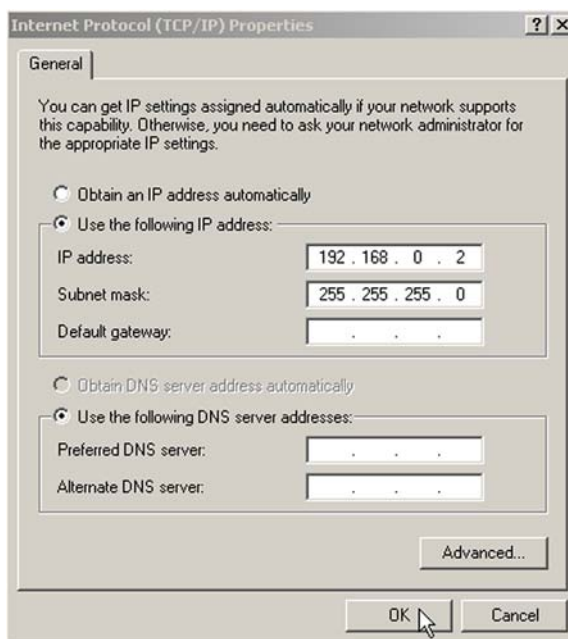 Internet Protocol (TCP/IP) Properties
General
You can get IP settings assigned automatically if your network supports
this capability. Otherwise, you need to ask your network administrator for
the appropriate IP settings.
Obtain an IP address automatically
Use the following IP address:
IP address: 192 . 168 . 0 . 2
Subnet mask: 255 . 255 . 255 . 0
Default gateway: . . .
Obtain DNS server address automatically
Use the following DNS server addresses:
Preferred DNS server: . . .
Alternate DNS server: . . .
Advanced...
OK Cancel